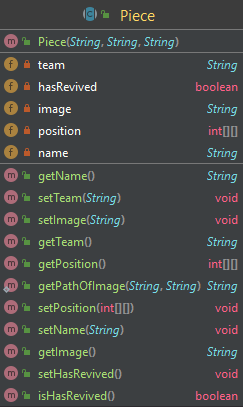 C Piece
m Piece(String, String, String)
f team String
f hasRevived boolean
f image String
f position int[][]
f name String
m getName() String
m setTeam(String) void
m setImage(String) void
m getTeam() String
m getPosition() int[][]
m getPathOfImage(String, String) String
m setPosition(int[][]) void
m setName(String) void
m getImage() String
m setHasRevived() void
m isHasRevived() boolean